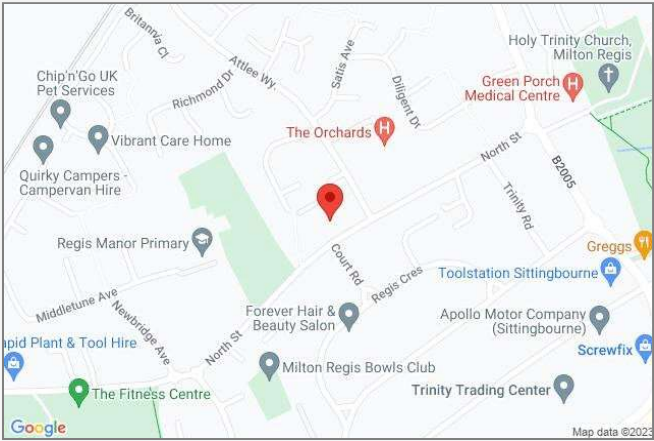 Britannia Cl
Attlee Wy.
Satis Ave
Holy Trinity Church,
Milton Regis
Chip'n'Go UK
Pet Services
Richmond Dr
Diligent Dr
Green Porch
Medical Centre
Vibrant Care Home
The Orchards
H
H
North St
B2005
Quirky Campers -
Campervan Hire
Trinity Rd
Regis Manor Primary
Greggs
Court Rd
Toolstation Sittingbourne
Regis Cres
Middletune Ave
Newbridge Ave
Forever Hair &
Beauty Salon
Apollo Motor Company
(Sittingbourne)
North St
apid Plant & Tool Hire
Screwfix
Milton Regis Bowls Club
The Fitness Centre
Trinity Trading Center
Google
Map data ©2023